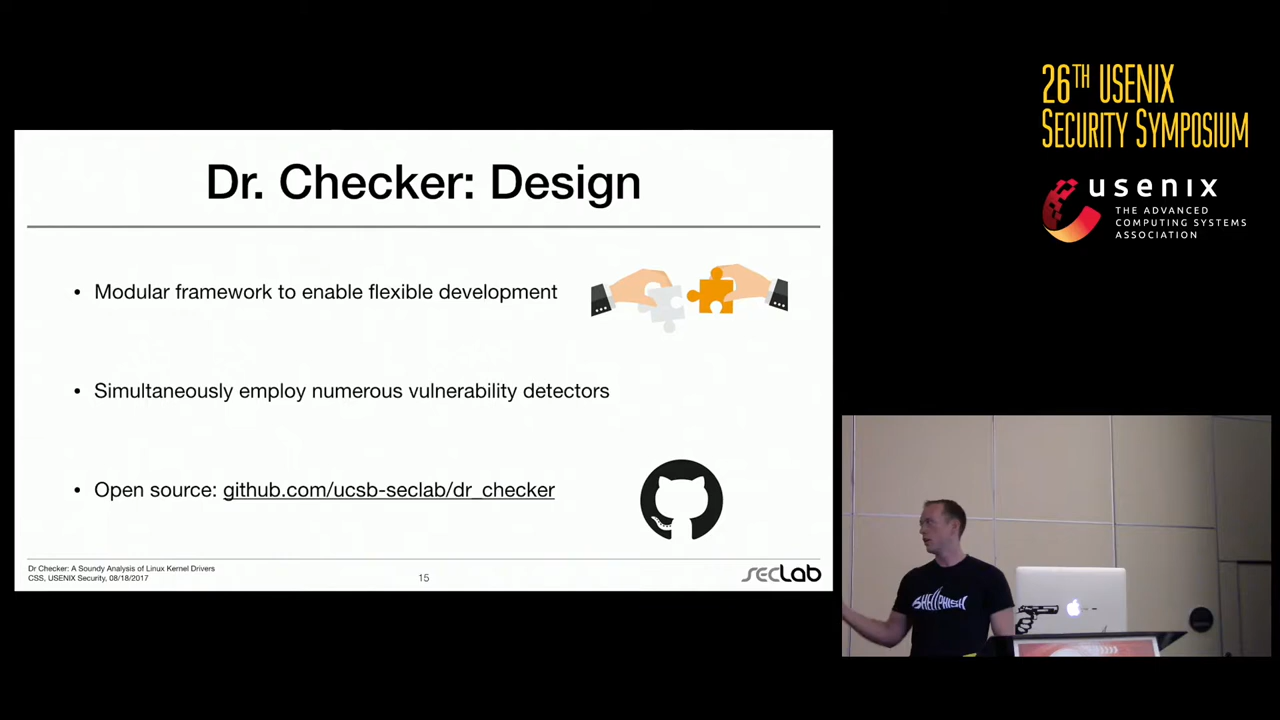 26TH USENIX
SECURITY SYMPOSIUM
usenix
THE ADVANCED
COMPUTING SYSTEMS
ASSOCIATION
Dr. Checker: Design
• Modular framework to enable flexible development
• Simultaneously employ numerous vulnerability detectors
• Open source: github.com/ucsb-seclab/dr_checker
Dr Checker: A Soundy Analysis of Linux Kernel Drivers
CSS, USENIX Security, 08/18/2017
15
secLab
SHELLPHISH